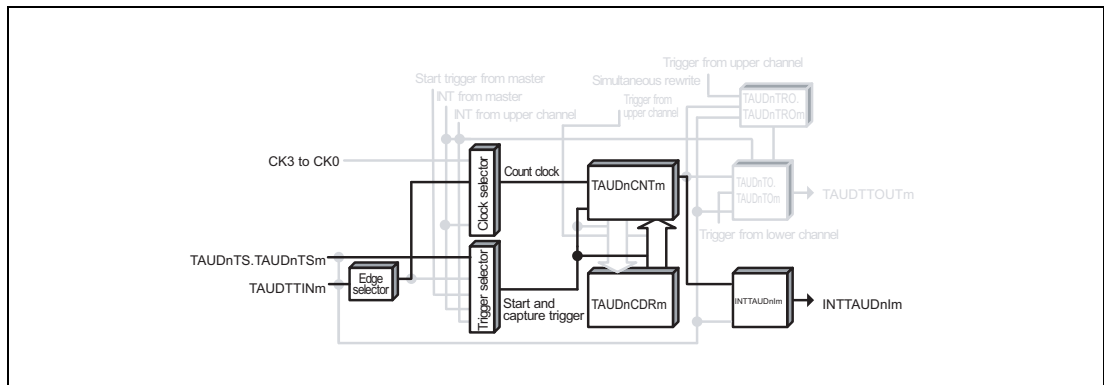 Trigger from upper channel
Start trigger from master
Simultaneous rewrite
INT from master
Trigger from
upper channel
INT from upper channel
TAUDnTRO.
TAUDnTROm
CK3 to CK0
Clock selector
Count clock
TAUDnCNTm
TAUDnTO.
TAUDnTOm
TAUDTTOUTm
Trigger from lower channel
TAUDnTS.TAUDnTSm
TAUDTTINm
Edge
selector
Trigger selector
Start and
capture trigger
TAUDnCDRm
INTTAUDnIm
INTTAUDnIm